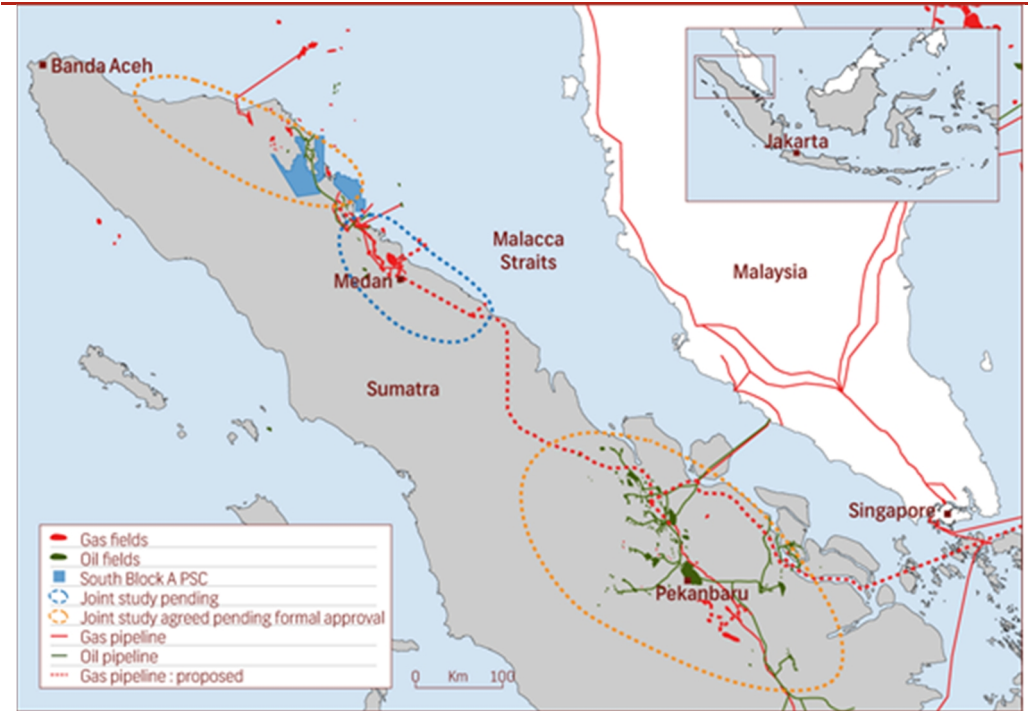 Banda Aceh
Jakarta
Malacca
Straits
Malaysia
Medan
Sumatra
Singapore
Pekanbaru
Gas fields
Oil fields
South Block A PSC
Joint study pending
Joint study agreed pending formal approval
Gas pipeline
Oil pipeline
Gas pipeline : proposed
0 Km 100